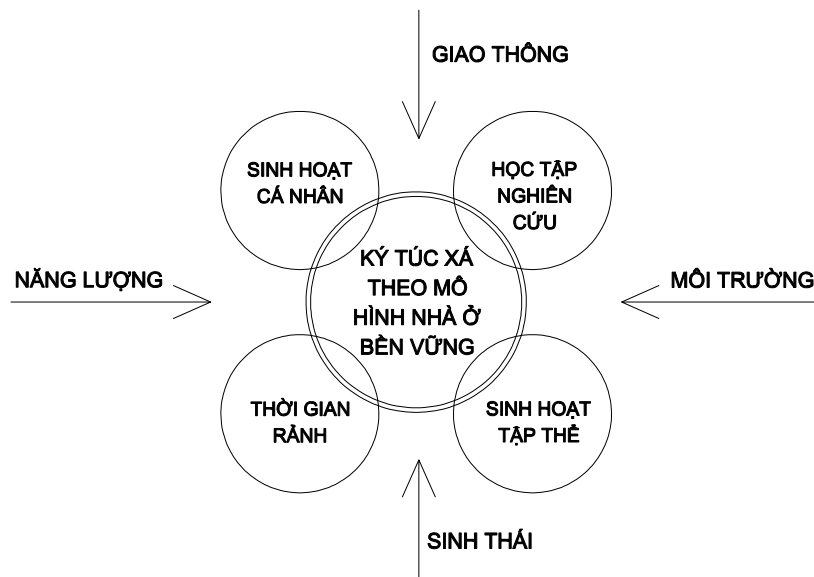 GIAO THÔNG
SINH HOẠT
CÁ NHÂN
HỌC TẬP
NGHIÊN
CỨU
KÝ TÚC XÁ
THEO MÔ
HÌNH NHÀ Ở
BỀN VỮNG
NĂNG LƯỢNG
MÔI TRƯỜNG
THỜI GIAN
RẢNH
SINH HOẠT
TẬP THỂ
SINH THÁI